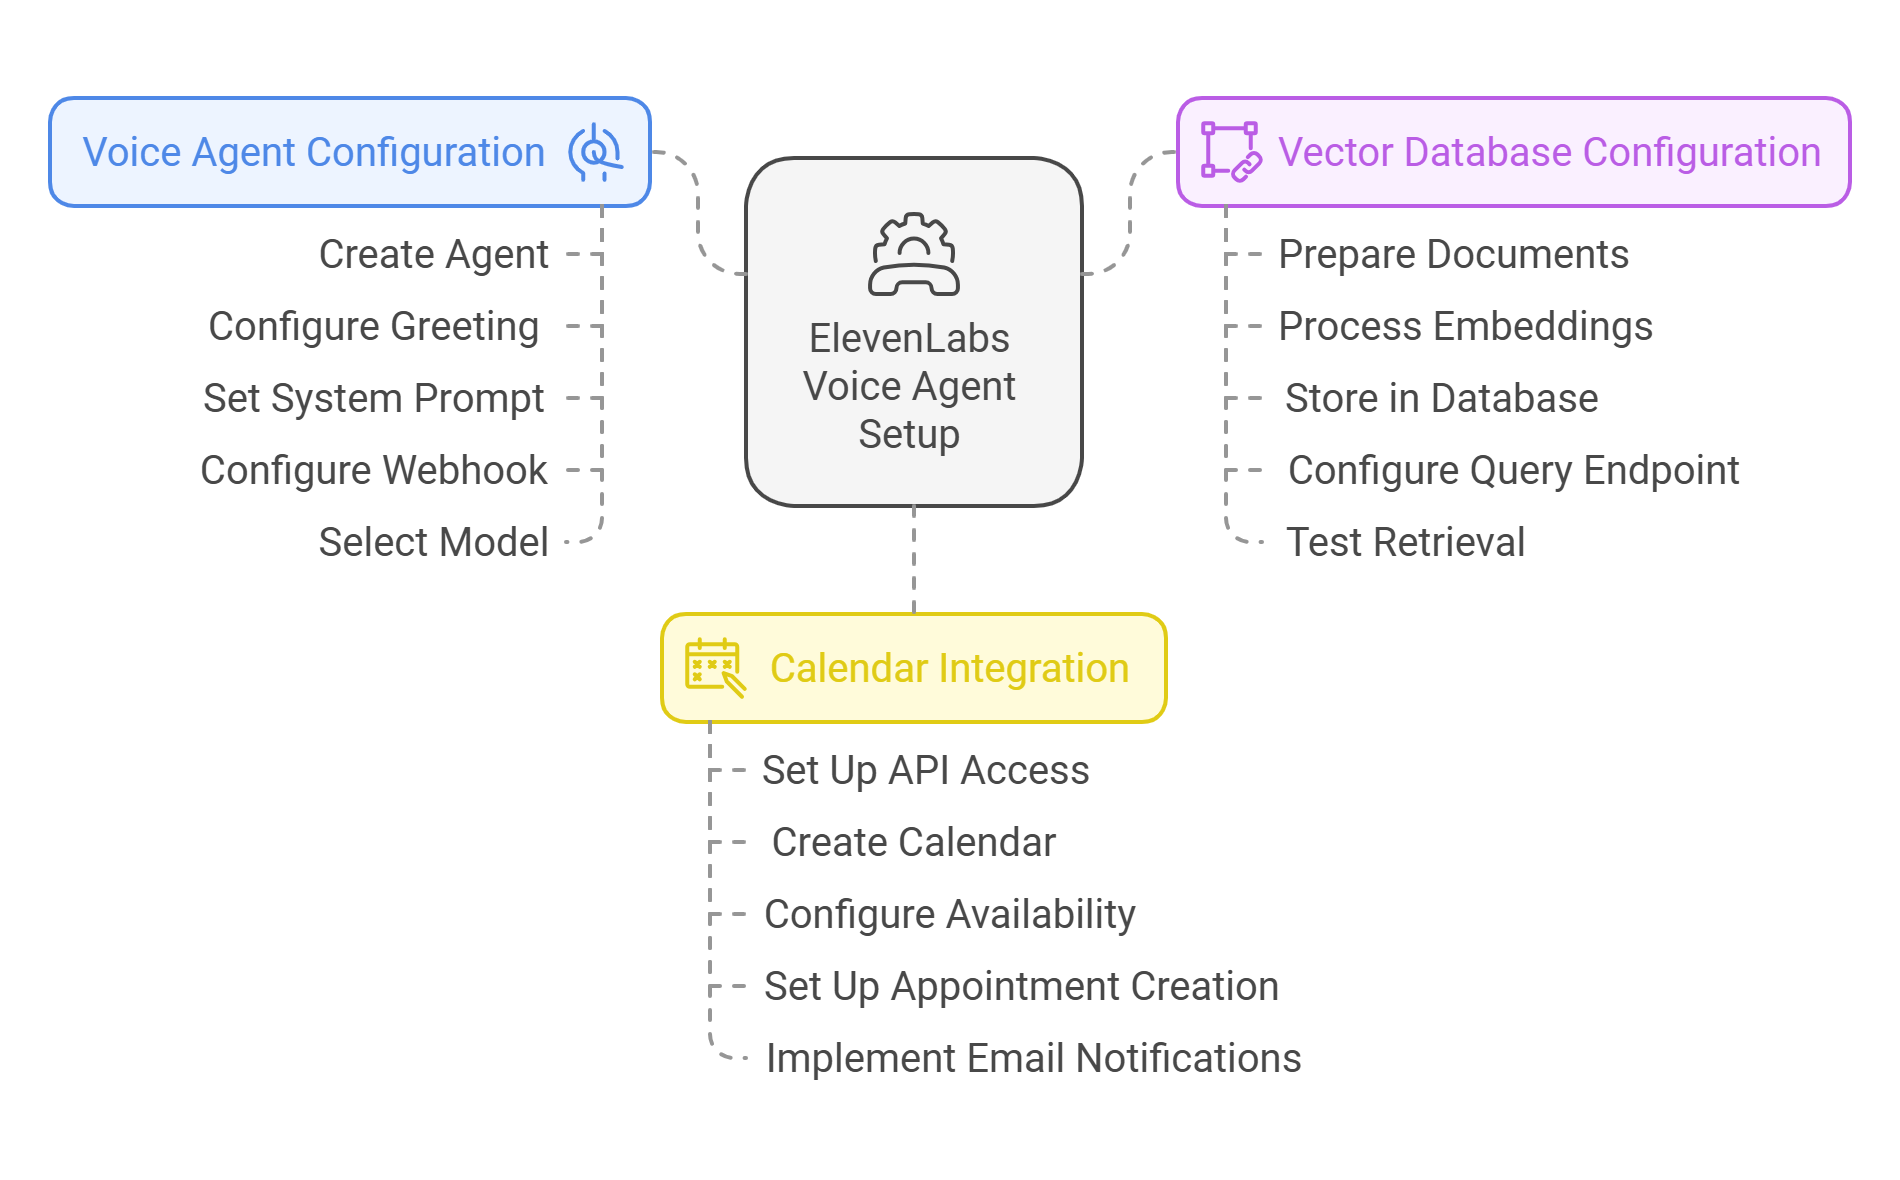 Voice Agent Configuration
Create Agent
Configure Greeting
Set System Prompt
Configure Webhook
Select Model
ElevenLabs
Voice Agent
Setup
Vector Database Configuration
Prepare Documents
Process Embeddings
Store in Database
Configure Query Endpoint
Test Retrieval
Calendar Integration
Set Up API Access
Create Calendar
Configure Availability
Set Up Appointment Creation
Implement Email Notifications